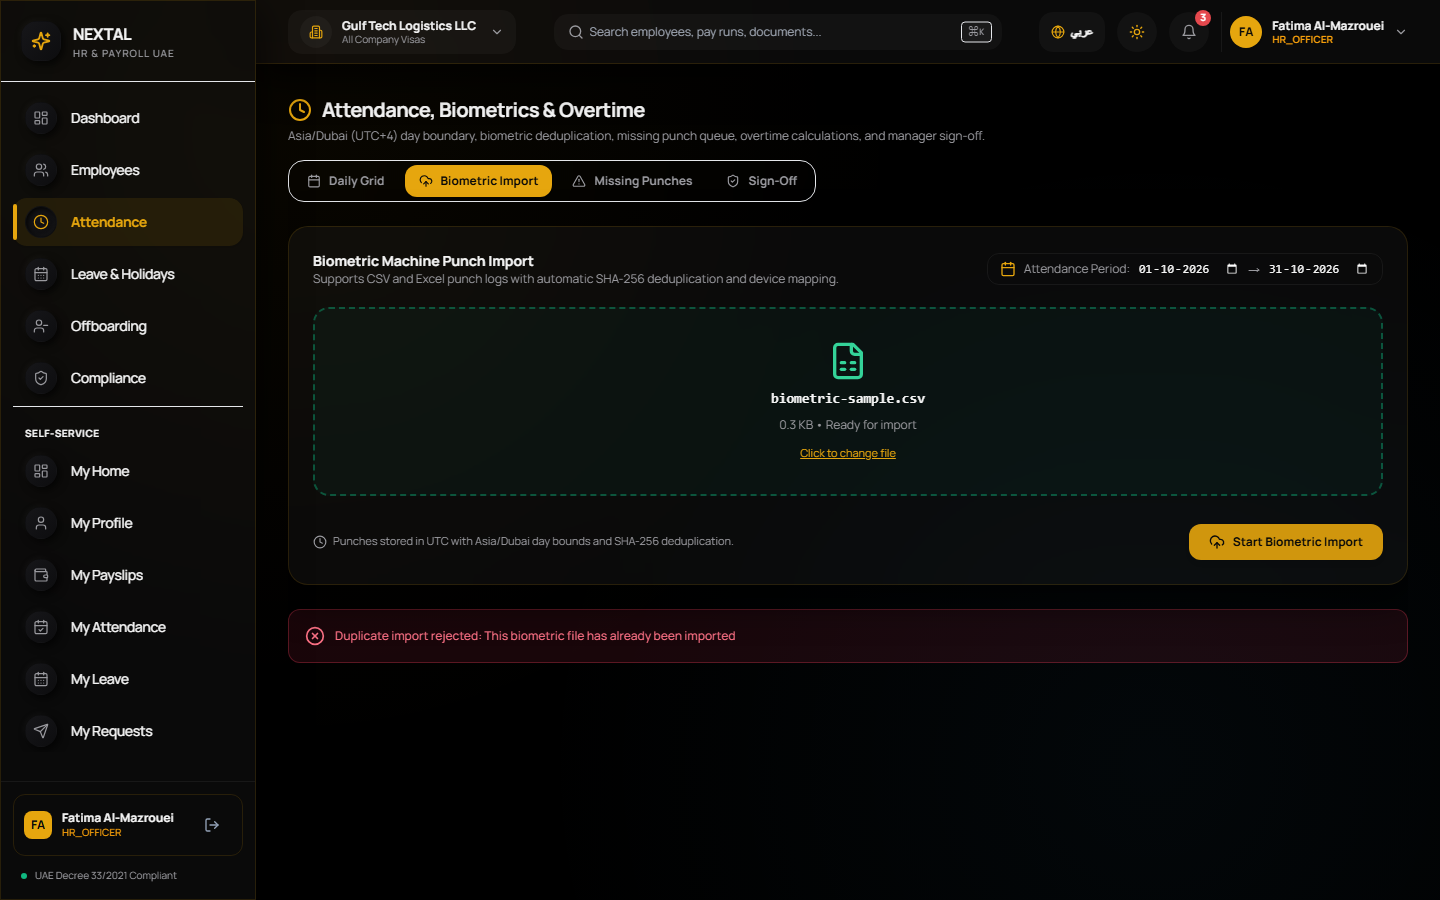 NEXTAL
HR & PAYROLL UAE
Dashboard
Employees
Attendance
Leave & Holidays
Offboarding
Compliance
SELF-SERVICE
My Home
My Profile
My Payslips
My Attendance
My Leave
My Requests
FA
Fatima Al-Mazrouei
HR_OFFICER
UAE Decree 33/2021 Compliant
Gulf Tech Logistics LLC
All Company Visas
Search employees, pay runs, documents...
⌘K
عربي
3
FA
Fatima Al-Mazrouei
HR_OFFICER
Attendance, Biometrics & Overtime
Asia/Dubai (UTC+4) day boundary, biometric deduplication, missing punch queue, overtime calculations, and manager sign-off.
Daily Grid
Biometric Import
Missing Punches
Sign-Off
Biometric Machine Punch Import
Supports CSV and Excel punch logs with automatic SHA-256 deduplication and device mapping.
Attendance Period: 01-10-2026 → 31-10-2026
biometric-sample.csv
0.3 KB • Ready for import
Click to change file
Punches stored in UTC with Asia/Dubai day bounds and SHA-256 deduplication.
Start Biometric Import
Duplicate import rejected: This biometric file has already been imported